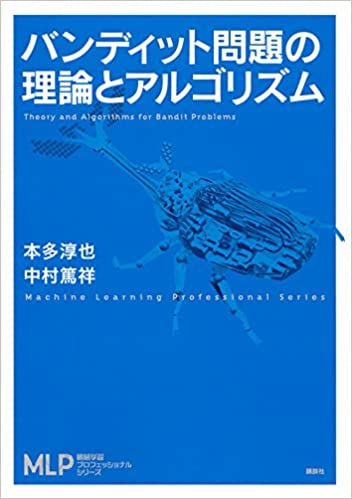 バンディット問題の
理論とアルゴリズム
Theory and Algorithms for Bandit Problems
本多淳也
中村篤祥
Machine Learning Professional Series
MLP
機械学習
プロフェッショナル
シリーズ
講談社